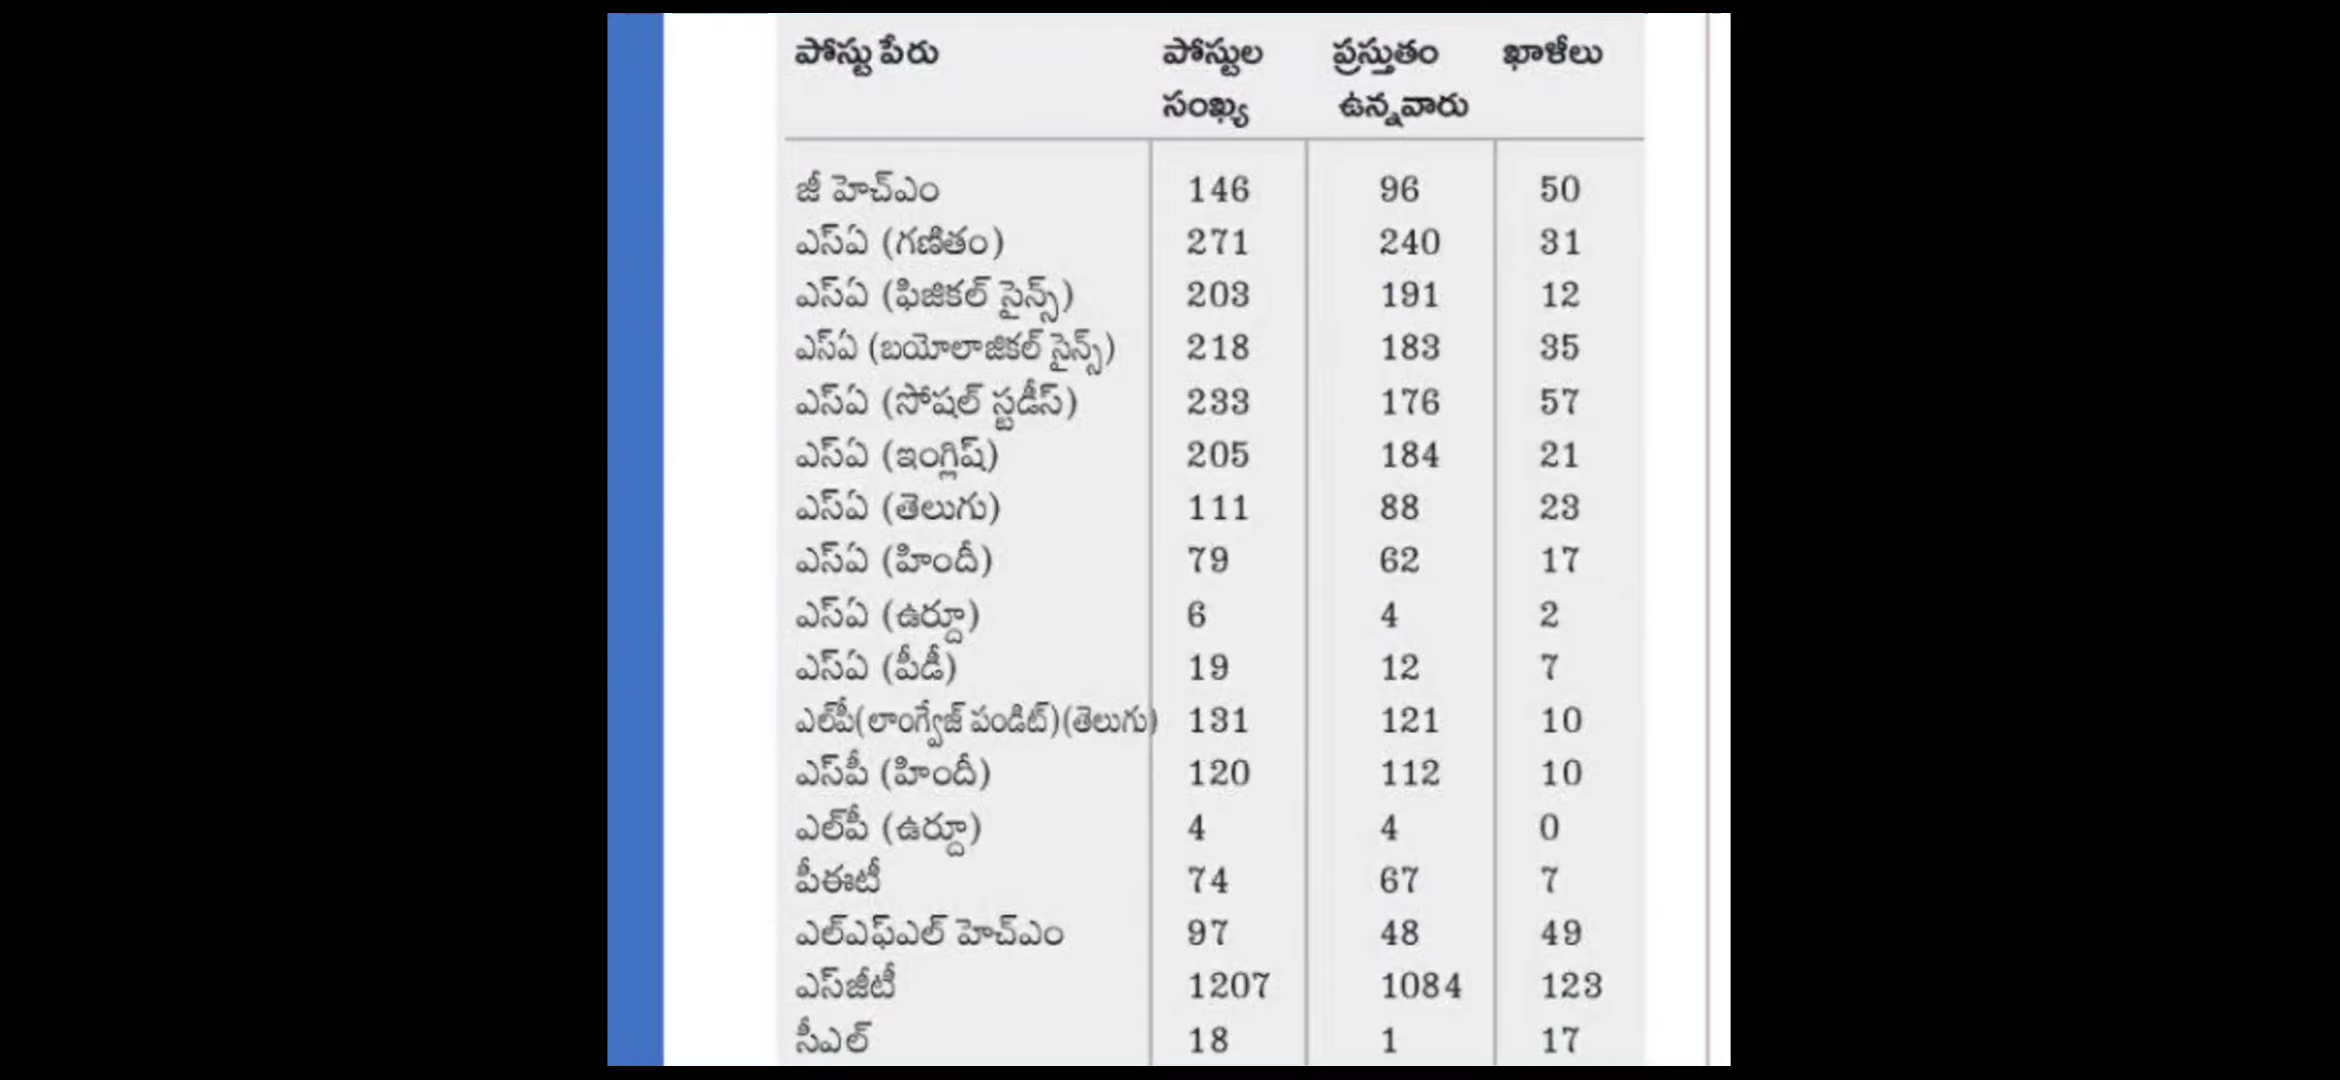 పోస్టు పేరు పోస్టుల ప్రస్తుతం ఖాళీలు
సంఖ్య ఉన్నవారు
జీ హెచ్ఎం 146 96 50
ఎస్ఏ (గణితం) 271 240 31
ఎస్ఏ (ఫిజికల్ సైన్స్) 203 191 12
ఎస్ఏ (బయోలాజికల్ సైన్స్) 218 183 35
ఎస్ఏ (సోషల్ స్టడీస్) 233 176 57
ఎస్ఏ (ఇంగ్లిష్) 205 184 21
ఎస్ఏ (తెలుగు) 111 88 23
ఎస్ఏ (హిందీ) 79 62 17
ఎస్ఏ (ఉర్దూ) 6 4 2
ఎస్ఏ (పీడీ) 19 12 7
ఎల్పీ(లాంగ్వేజ్ పండిట్)(తెలుగు) 131 121 10
ఎస్పీ (హిందీ) 120 112 10
ఎల్పీ (ఉర్దూ) 4 4 0
పీఈటీ 74 67 7
ఎల్ఎఫ్ఎల్ హెచ్ఎం 97 48 49
ఎస్జీటీ 1207 1084 123
సీఎల్ 18 1 17